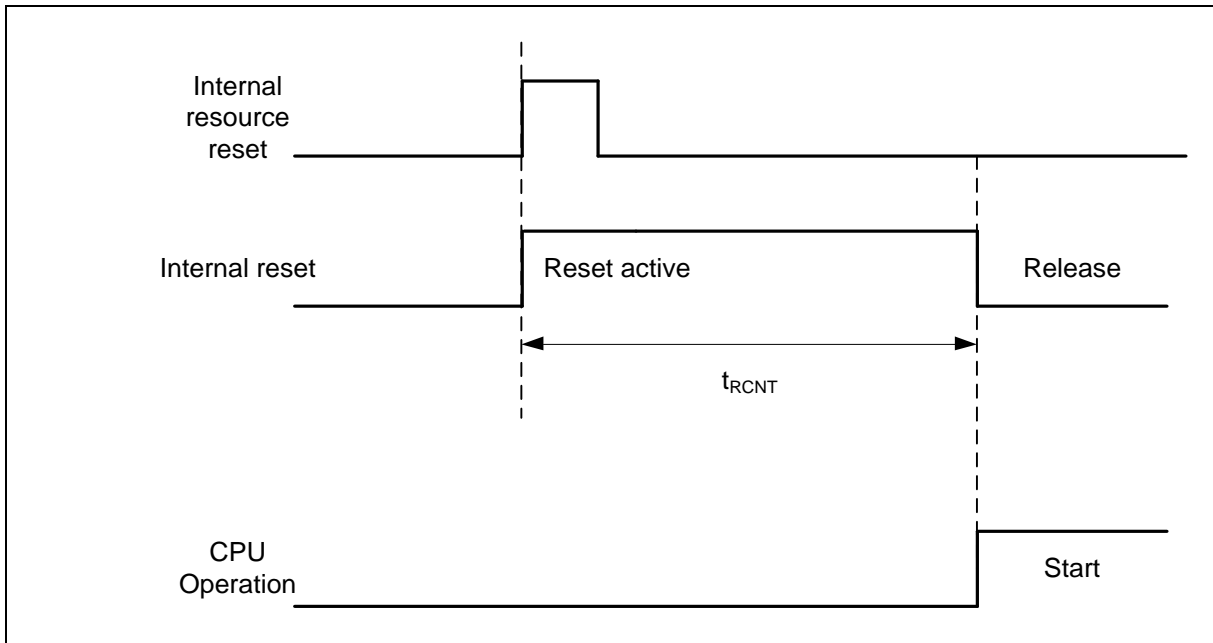 Internal
resource
reset
Internal reset
Reset active
Release
tRCNT
CPU
Operation
Start